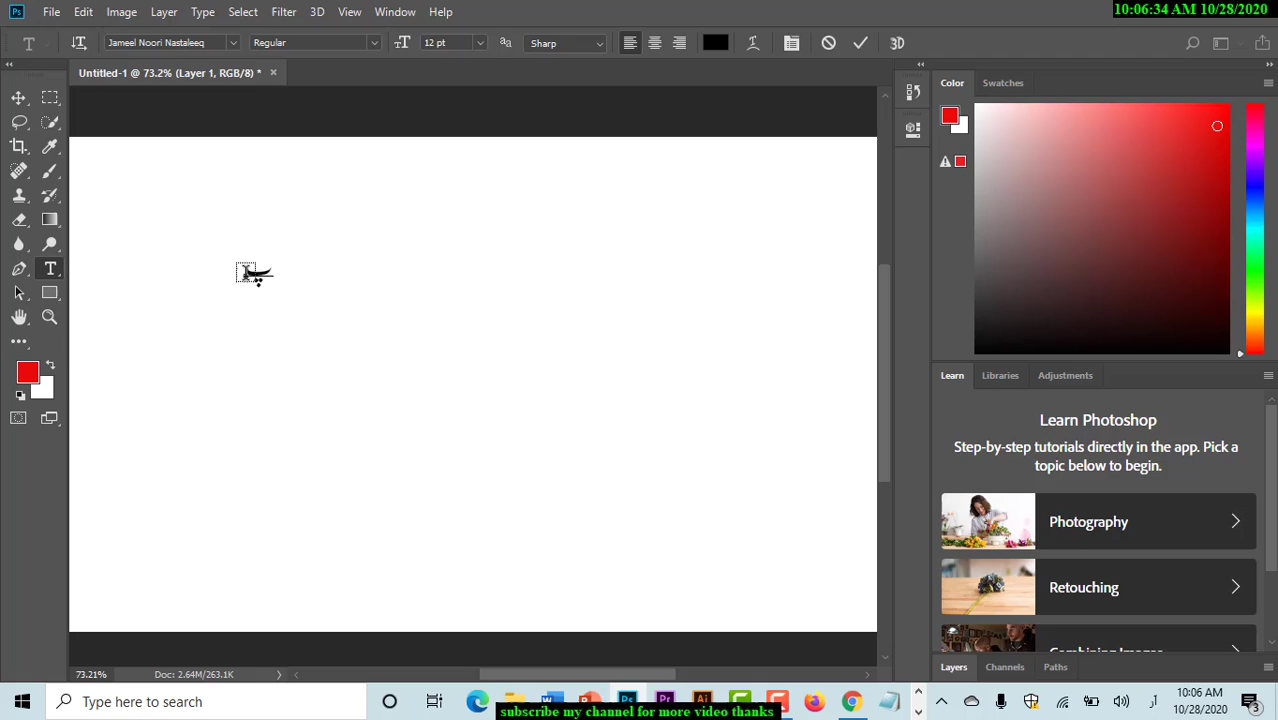 File Edit Image Layer Type Select Filter 3D View Window Help
10:06:34 AM 10/28/2020
Jameel Noori Nastaleeq Regular 12 pt Sharp 3D
Untitled-1 @ 73.2% (Layer 1, RGB/8) *
Color Swatches
Learn Libraries Adjustments
Learn Photoshop
Step-by-step tutorials directly in the app. Pick a
topic below to begin.
Photography
Retouching
Combining Images
73.21% Doc: 2.64M/263.1K
Layers Channels Paths
Type here to search
10:06 AM
10/28/2020
3
subscribe my channel for more video thanks